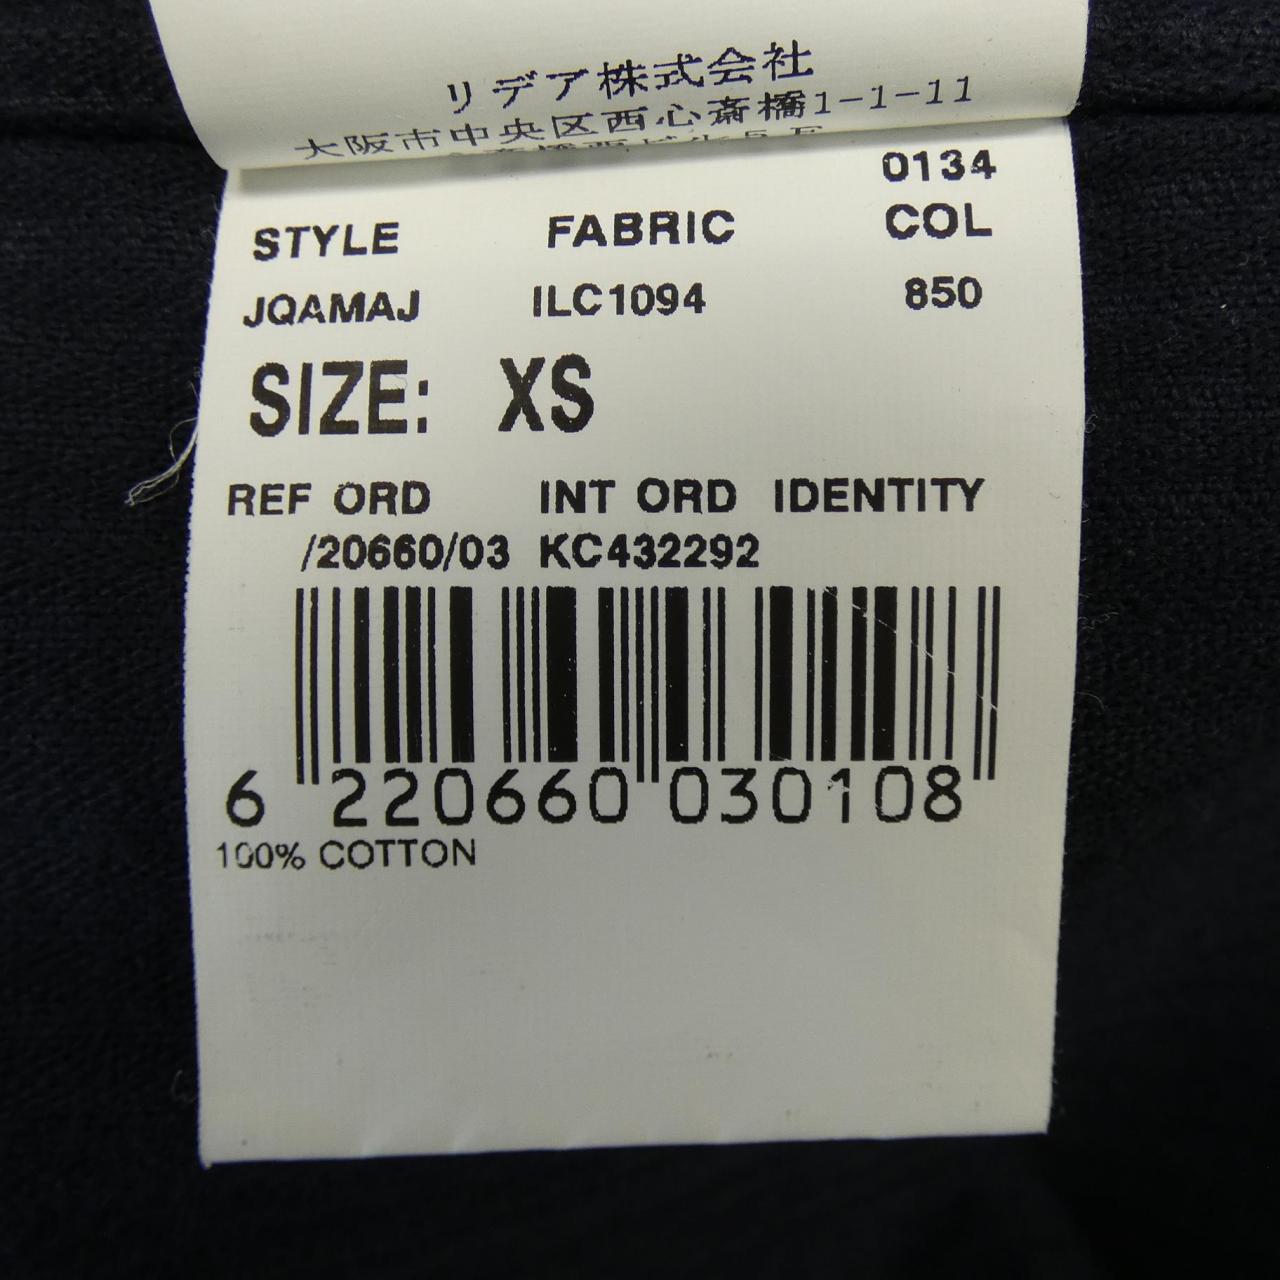 リデア株式会社
大阪市中央区西心斎橋1-1-11
0134
STYLE FABRIC COL
JQAMAJ ILC1094 850
SIZE: XS
REF ORD INT ORD IDENTITY
/20660/03 KC432292
6 220660 030108
100% COTTON